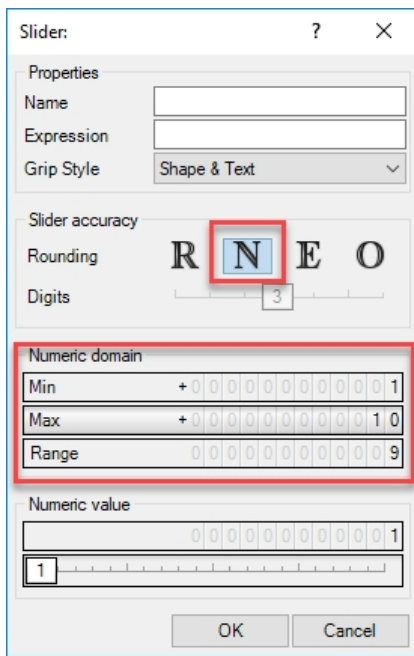 Slider:
?
Properties
Name
Expression
Grip Style
Shape & Text
Slider accuracy
Rounding
R N E O
Digits
3
Numeric domain
Min +000000000001
Max +000000000010
Range 000000000009
Numeric value
000000000001
1
OK
Cancel